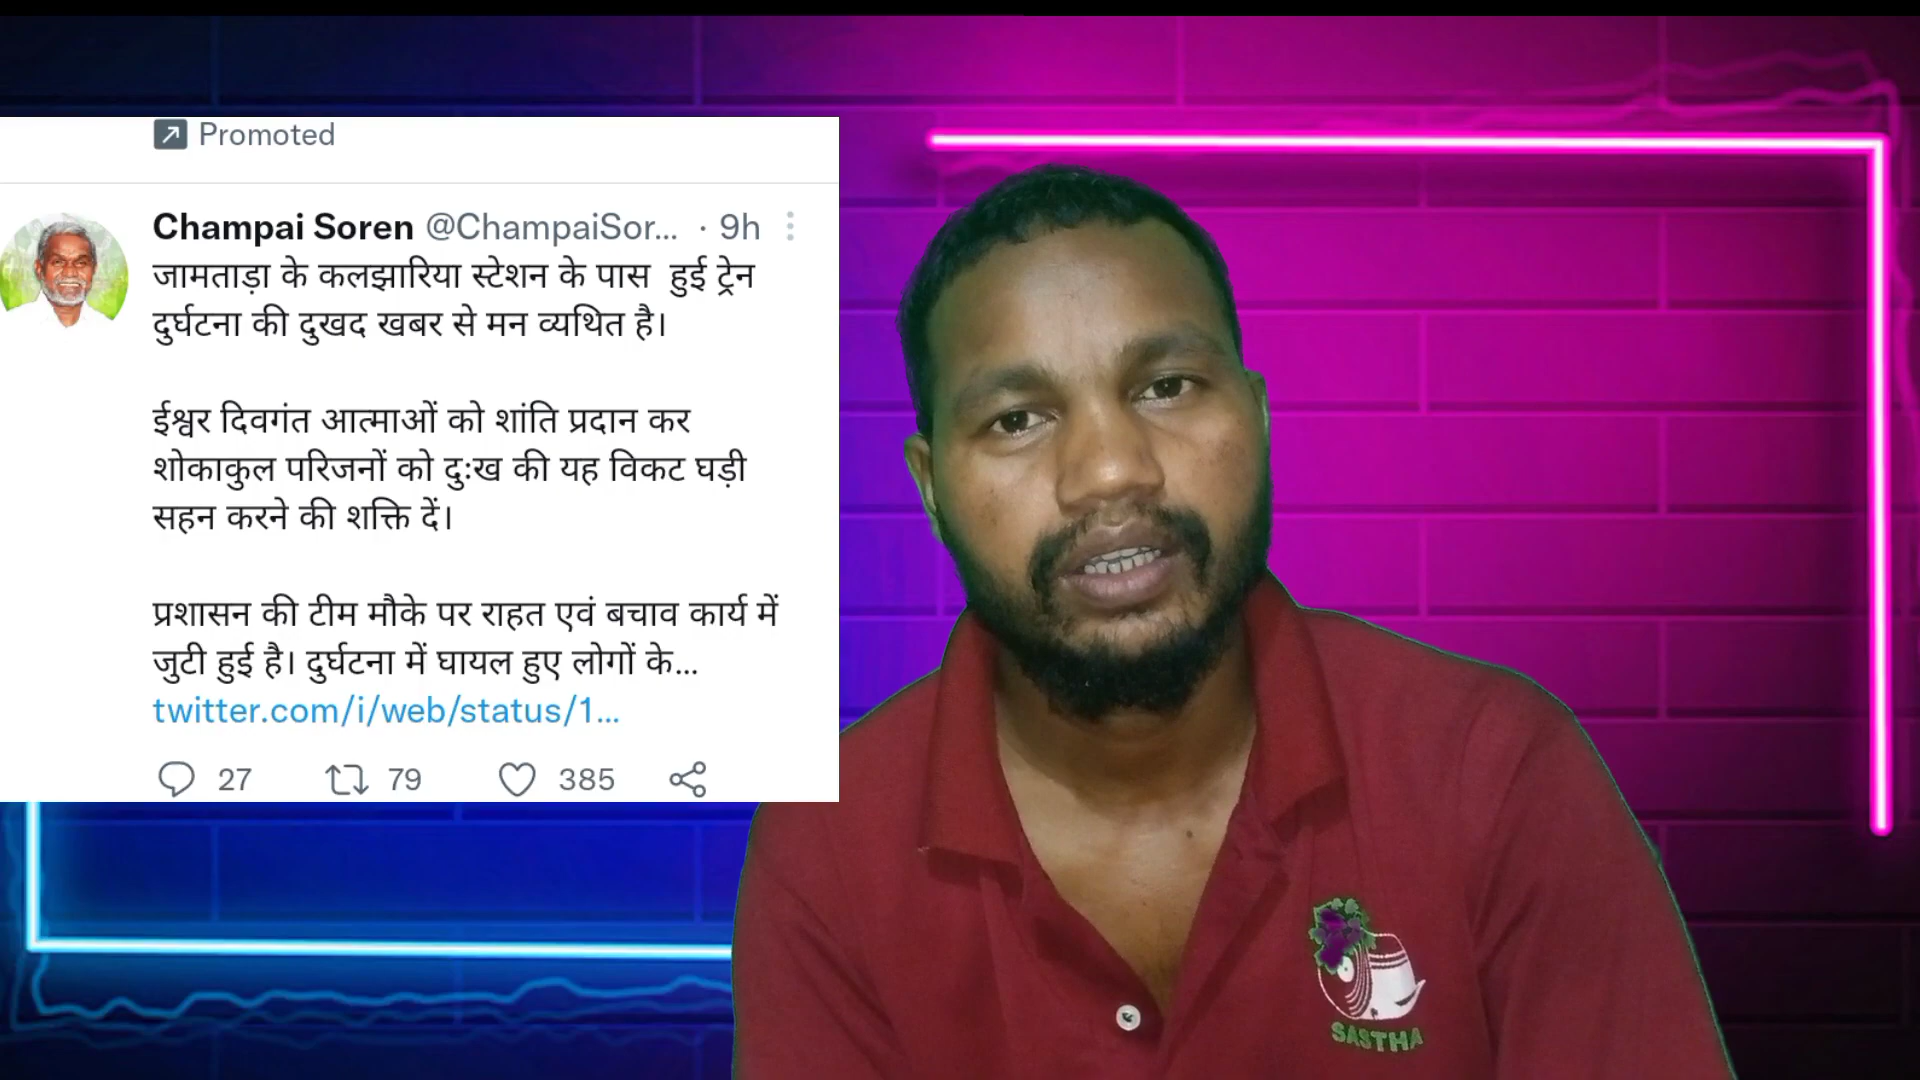 Promoted
Champai Soren @ChampaiSor... · 9h
जामताड़ा के कलझारिया स्टेशन के पास हुई ट्रेन
दुर्घटना की दुखद खबर से मन व्यथित है।
ईश्वर दिवगंत आत्माओं को शांति प्रदान कर
शोकाकुल परिजनों को दुःख की यह विकट घड़ी
सहन करने की शक्ति दें।
प्रशासन की टीम मौके पर राहत एवं बचाव कार्य में
जुटी हुई है। दुर्घटना में घायल हुए लोगों के...
twitter.com/i/web/status/1...
27 79 385
SASTHA